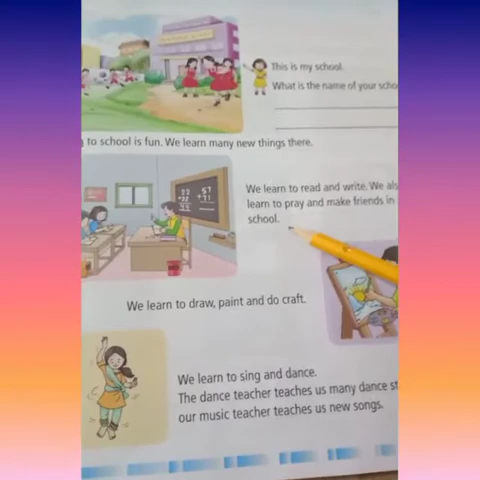 This is my school.
What is the name of your
to school is fun. We learn many new things there.
We learn to read and write. We
learn to pray and make friends in
school.
We learn to draw, paint and do craft.
We learn to sing and dance.
The dance teacher teaches us many dance
our music teacher teaches us new songs.